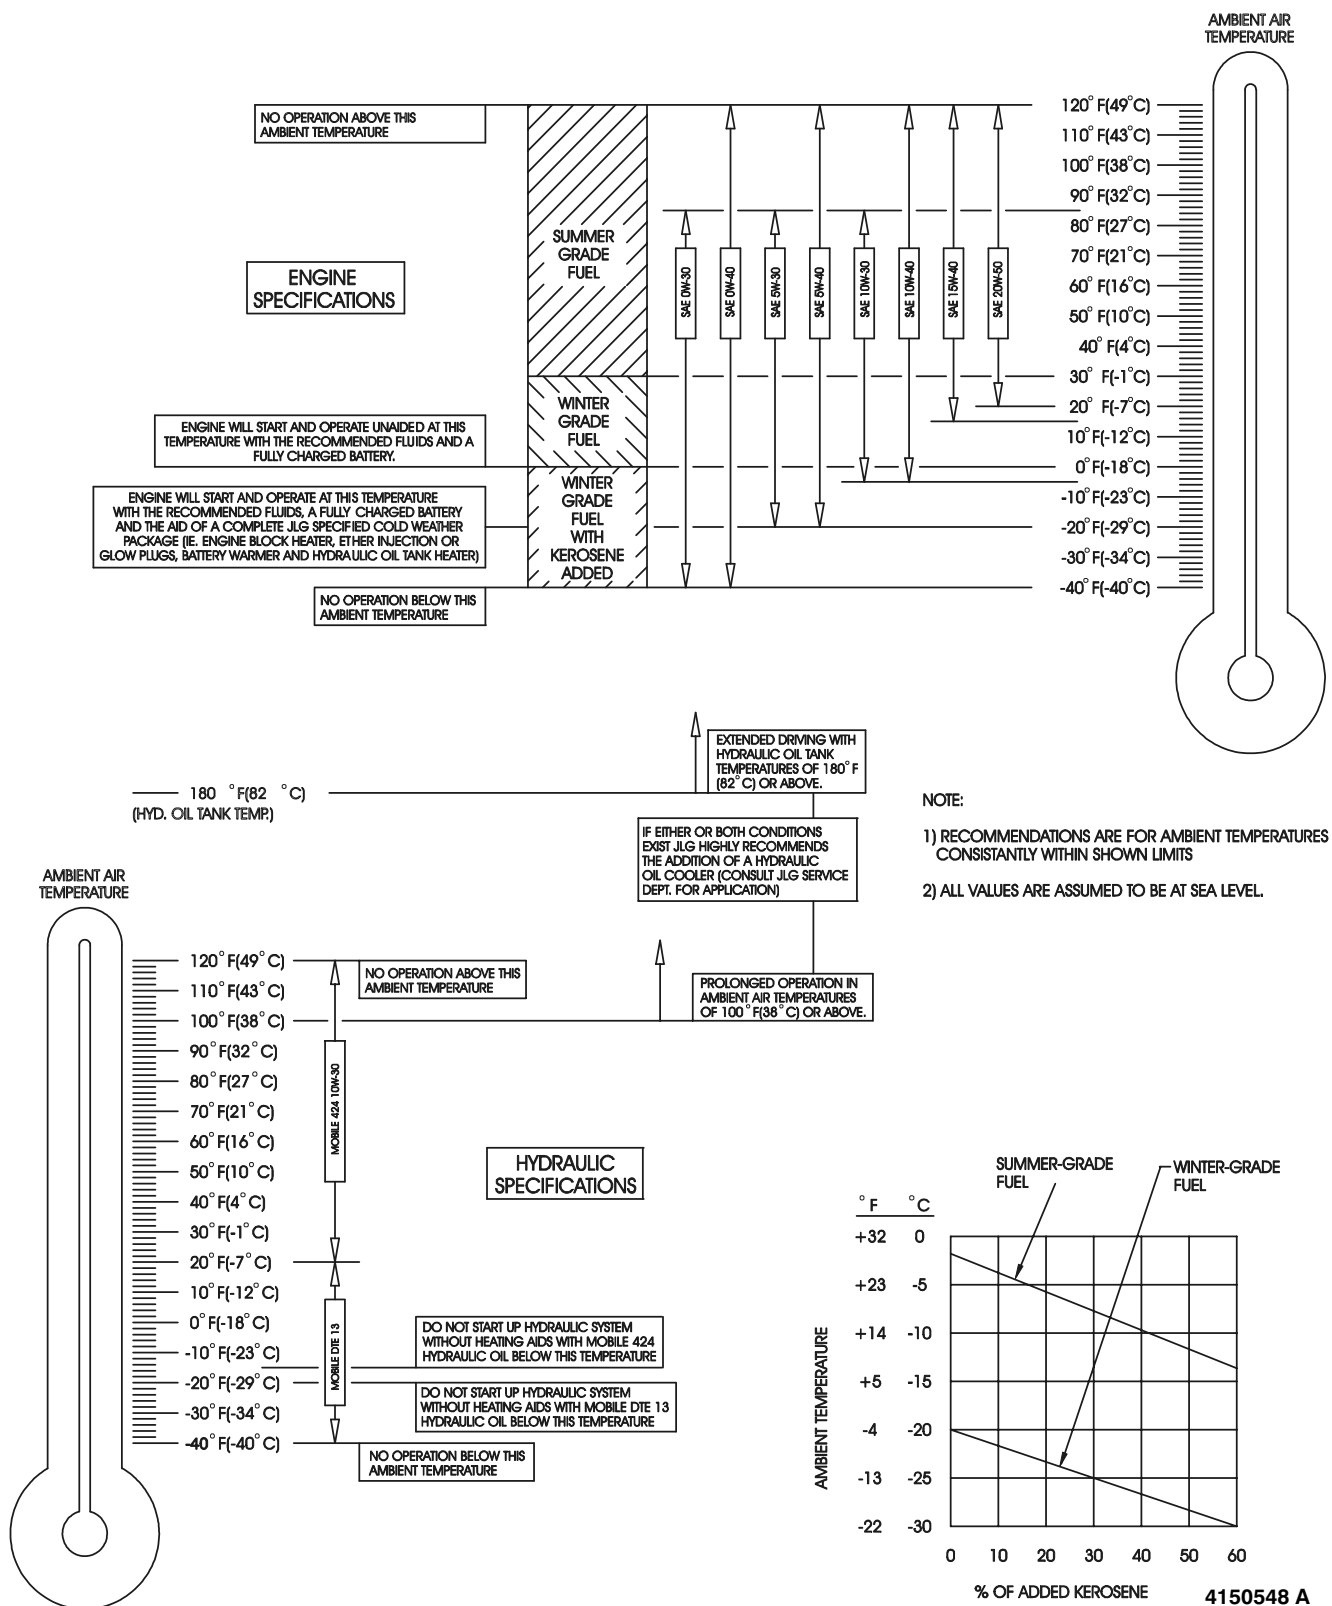 AMBIENT AIR
TEMPERATURE
NO OPERATION ABOVE THIS
AMBIENT TEMPERATURE
120°F(49°C)
110°F(43°C)
100°F(38°C)
90°F(32°C)
80°F(27°C)
70°F(21°C)
60°F(16°C)
50°F(10°C)
40°F(4°C)
30°F(-1°C)
20°F(-7°C)
10°F(-12°C)
0°F(-18°C)
-10°F(-23°C)
-20°F(-29°C)
-30°F(-34°C)
-40°F(-40°C)
ENGINE
SPECIFICATIONS
SUMMER
GRADE
FUEL
SAE 0W-30
SAE 0W-40
SAE 5W-30
SAE 5W-40
SAE 10W-30
SAE 10W-40
SAE 15W-40
SAE 20W-50
WINTER
GRADE
FUEL
ENGINE WILL START AND OPERATE UNAIDED AT THIS
TEMPERATURE WITH THE RECOMMENDED FLUIDS AND A
FULLY CHARGED BATTERY.
WINTER
GRADE
FUEL
WITH
KEROSENE
ADDED
ENGINE WILL START AND OPERATE AT THIS TEMPERATURE
WITH THE RECOMMENDED FLUIDS, A FULLY CHARGED BATTERY
AND THE AID OF A COMPLETE JLG SPECIFIED COLD WEATHER
PACKAGE (IE. ENGINE BLOCK HEATER, ETHER INJECTION OR
GLOW PLUGS, BATTERY WARMER AND HYDRAULIC OIL TANK HEATER)
NO OPERATION BELOW THIS
AMBIENT TEMPERATURE
EXTENDED DRIVING WITH
HYDRAULIC OIL TANK
TEMPERATURES OF 180°F
(82°C) OR ABOVE.
180 °F(82 °C)
(HYD. OIL TANK TEMP.)
IF EITHER OR BOTH CONDITIONS
EXIST JLG HIGHLY RECOMMENDS
THE ADDITION OF A HYDRAULIC
OIL COOLER (CONSULT JLG SERVICE
DEPT. FOR APPLICATION)
NOTE:
1) RECOMMENDATIONS ARE FOR AMBIENT TEMPERATURES
CONSISTANTLY WITHIN SHOWN LIMITS
2) ALL VALUES ARE ASSUMED TO BE AT SEA LEVEL.
AMBIENT AIR
TEMPERATURE
120°F(49°C)
110°F(43°C)
100°F(38°C)
90°F(32°C)
80°F(27°C)
70°F(21°C)
60°F(16°C)
50°F(10°C)
40°F(4°C)
30°F(-1°C)
20°F(-7°C)
10°F(-12°C)
0°F(-18°C)
-10°F(-23°C)
-20°F(-29°C)
-30°F(-34°C)
-40°F(-40°C)
NO OPERATION ABOVE THIS
AMBIENT TEMPERATURE
PROLONGED OPERATION IN
AMBIENT AIR TEMPERATURES
OF 100°F(38°C) OR ABOVE.
MOBILE 424 10W-30
HYDRAULIC
SPECIFICATIONS
MOBILE DTE 13
DO NOT START UP HYDRAULIC SYSTEM
WITHOUT HEATING AIDS WITH MOBILE 424
HYDRAULIC OIL BELOW THIS TEMPERATURE
DO NOT START UP HYDRAULIC SYSTEM
WITHOUT HEATING AIDS WITH MOBILE DTE 13
HYDRAULIC OIL BELOW THIS TEMPERATURE
NO OPERATION BELOW THIS
AMBIENT TEMPERATURE
SUMMER-GRADE
FUEL
WINTER-GRADE
FUEL
°F °C
+32 0
+23 -5
+14 -10
+5 -15
-4 -20
-13 -25
-22 -30
AMBIENT TEMPERATURE
0 10 20 30 40 50 60
% OF ADDED KEROSENE
4150548 A